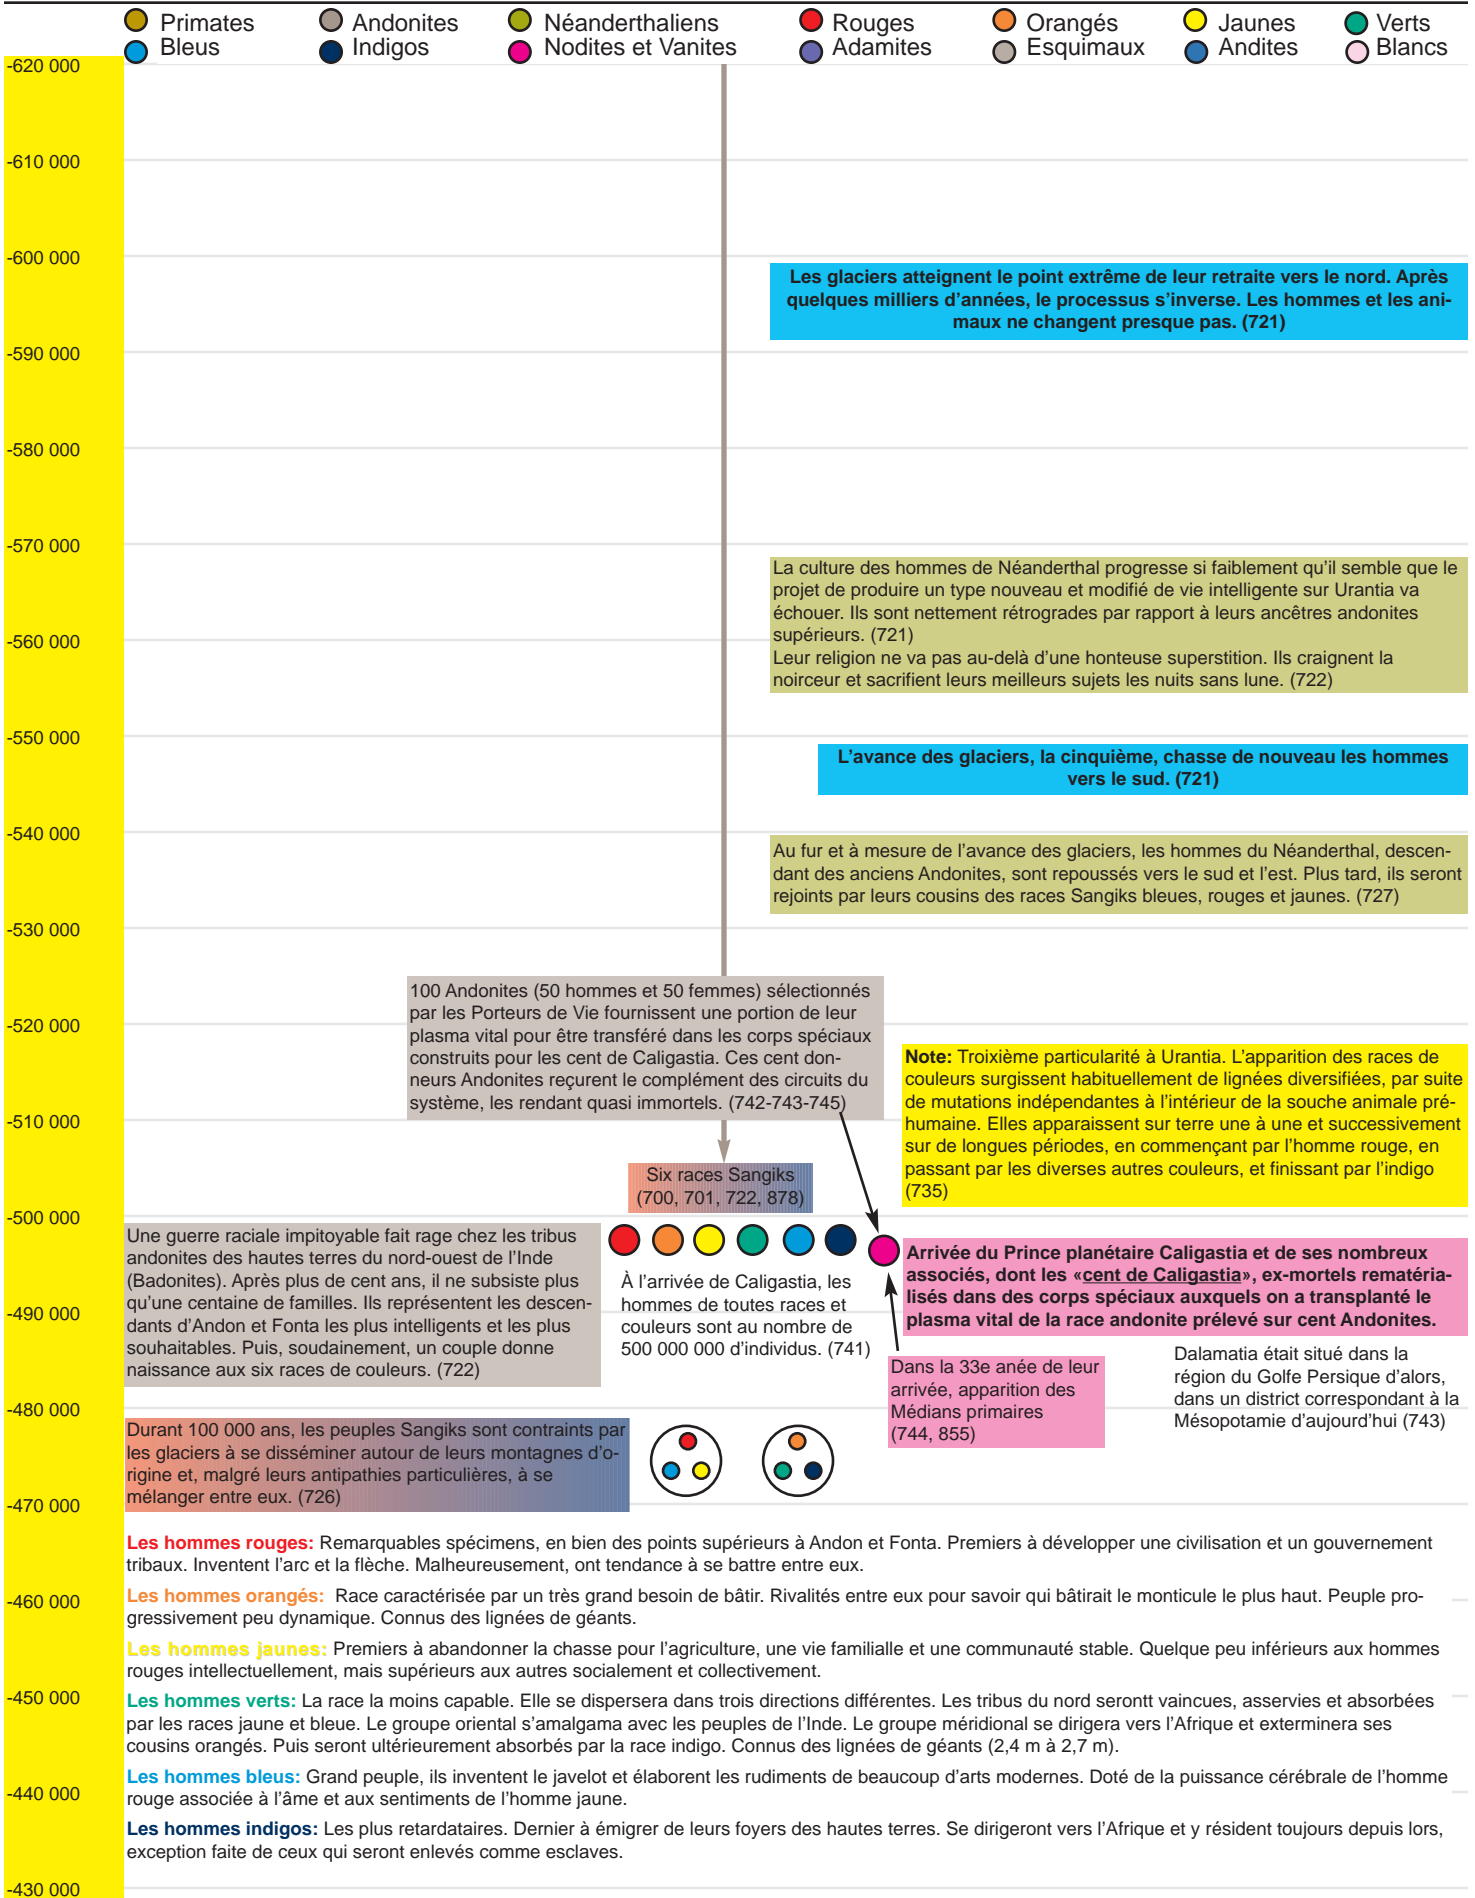 Primates Andonites Néanderthaliens Rouges Orangés Jaunes Verts
Bleus Indigos Nodites et Vanites Adamites Esquimaux Andites Blancs
-620 000
-610 000
-600 000
Les glaciers atteignent le point extrême de leur retraite vers le nord. Après
quelques milliers d’années, le processus s’inverse. Les hommes et les ani-
maux ne changent presque pas. (721)
-590 000
-580 000
-570 000
La culture des hommes de Néanderthal progresse si faiblement qu’il semble que le
projet de produire un type nouveau et modifié de vie intelligente sur Urantia va
échouer. Ils sont nettement rétrogrades par rapport à leurs ancêtres andonites
supérieurs. (721)
Leur religion ne va pas au-delà d’une honteuse superstition. Ils craignent la
noirceur et sacrifient leurs meilleurs sujets les nuits sans lune. (722)
-560 000
-550 000
L’avance des glaciers, la cinquième, chasse de nouveau les hommes
vers le sud. (721)
-540 000
Au fur et à mesure de l’avance des glaciers, les hommes du Néanderthal, descen-
dant des anciens Andonites, sont repoussés vers le sud et l’est. Plus tard, ils seront
rejoints par leurs cousins des races Sangiks bleues, rouges et jaunes. (727)
-530 000
100 Andonites (50 hommes et 50 femmes) sélectionnés
par les Porteurs de Vie fournissent une portion de leur
plasma vital pour être transféré dans les corps spéciaux
construits pour les cent de Caligastia. Ces cent don-
neurs Andonites reçurent le complément des circuits du
système, les rendant quasi immortels. (742-743-745)
-520 000
Note: Troixième particularité à Urantia. L’apparition des races de
couleurs surgissent habituellement de lignées diversifiées, par suite
de mutations indépendantes à l’intérieur de la souche animale pré-
humaine. Elles apparaissent sur terre une à une et successivement
sur de longues périodes, en commençant par l’homme rouge, en
passant par les diverses autres couleurs, et finissant par l’indigo
(735)
-510 000
Six races Sangiks
(700, 701, 722, 878)
-500 000
Une guerre raciale impitoyable fait rage chez les tribus
andonites des hautes terres du nord-ouest de l’Inde
(Badonites). Après plus de cent ans, il ne subsiste plus
qu’une centaine de familles. Ils représentent les descen-
dants d’Andon et Fonta les plus intelligents et les plus
souhaitables. Puis, soudainement, un couple donne
naissance aux six races de couleurs. (722)
À l’arrivée de Caligastia, les
hommes de toutes races et
couleurs sont au nombre de
500 000 000 d’individus. (741)
Arrivée du Prince planétaire Caligastia et de ses nombreux
associés, dont les «cent de Caligastia», ex-mortels rematéria-
lisés dans des corps spéciaux auxquels on a transplanté le
plasma vital de la race andonite prélevé sur cent Andonites.
-490 000
Dans la 33e anée de leur
arrivée, apparition des
Médians primaires
(744, 855)
Dalamatia était situé dans la
région du Golfe Persique d’alors,
dans un district correspondant à la
Mésopotamie d’aujourd’hui (743)
-480 000
Durant 100 000 ans, les peuples Sangiks sont contraints par
les glaciers à se disséminer autour de leurs montagnes d’o-
rigine et, malgré leurs antipathies particulières, à se
mélanger entre eux. (726)
-470 000
Les hommes rouges: Remarquables spécimens, en bien des points supérieurs à Andon et Fonta. Premiers à développer une civilisation et un gouvernement
tribaux. Inventent l’arc et la flèche. Malheureusement, ont tendance à se battre entre eux.
-460 000
Les hommes orangés: Race caractérisée par un très grand besoin de bâtir. Rivalités entre eux pour savoir qui bâtirait le monticule le plus haut. Peuple pro-
gressivement peu dynamique. Connus des lignées de géants.
Les hommes jaunes: Premiers à abandonner la chasse pour l’agriculture, une vie familialle et une communauté stable. Quelque peu inférieurs aux hommes
rouges intellectuellement, mais supérieurs aux autres socialement et collectivement.
-450 000
Les hommes verts: La race la moins capable. Elle se dispersera dans trois directions différentes. Les tribus du nord serontt vaincues, asservies et absorbées
par les races jaune et bleue. Le groupe oriental s’amalgama avec les peuples de l’Inde. Le groupe méridional se dirigera vers l’Afrique et exterminera ses
cousins orangés. Puis seront ultérieurement absorbés par la race indigo. Connus des lignées de géants (2,4 m à 2,7 m).
Les hommes bleus: Grand peuple, ils inventent le javelot et élaborent les rudiments de beaucoup d’arts modernes. Doté de la puissance cérébrale de l’homme
rouge associée à l’âme et aux sentiments de l’homme jaune.
-440 000
Les hommes indigos: Les plus retardataires. Dernier à émigrer de leurs foyers des hautes terres. Se dirigeront vers l’Afrique et y résident toujours depuis lors,
exception faite de ceux qui seront enlevés comme esclaves.
-430 000